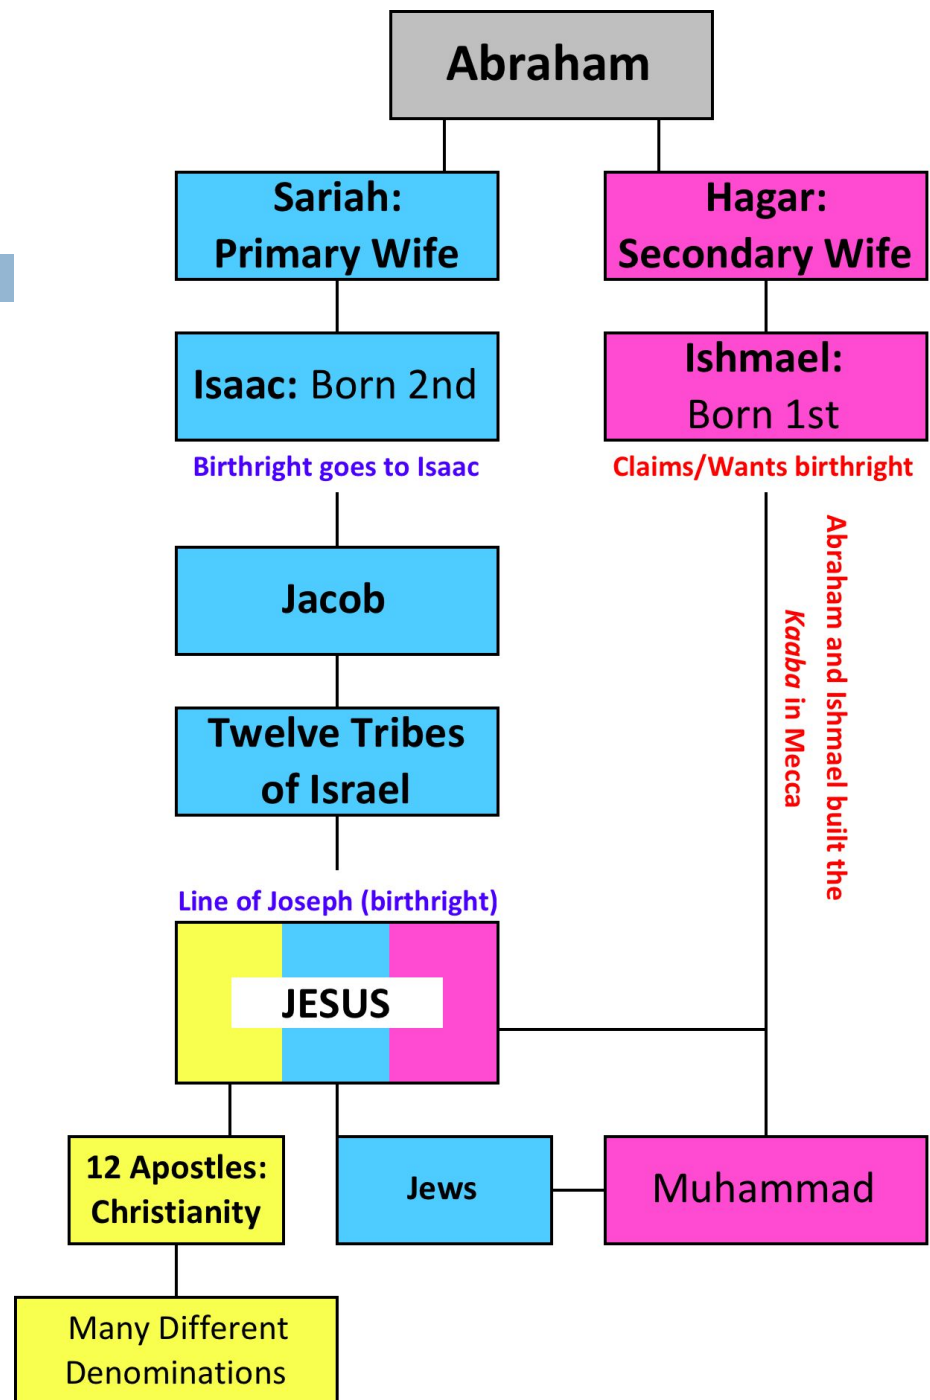 Abraham
Sariah:
Primary Wife
Hagar:
Secondary Wife
Isaac: Born 2nd
Ishmael:
Born 1st
Birthright goes to Isaac
Claims/Wants birthright
Abraham and Ishmael built the
Kaaba in Mecca
Jacob
Twelve Tribes
of Israel
Line of Joseph (birthright)
JESUS
12 Apostles:
Christianity
Jews
Muhammad
Many Different
Denominations